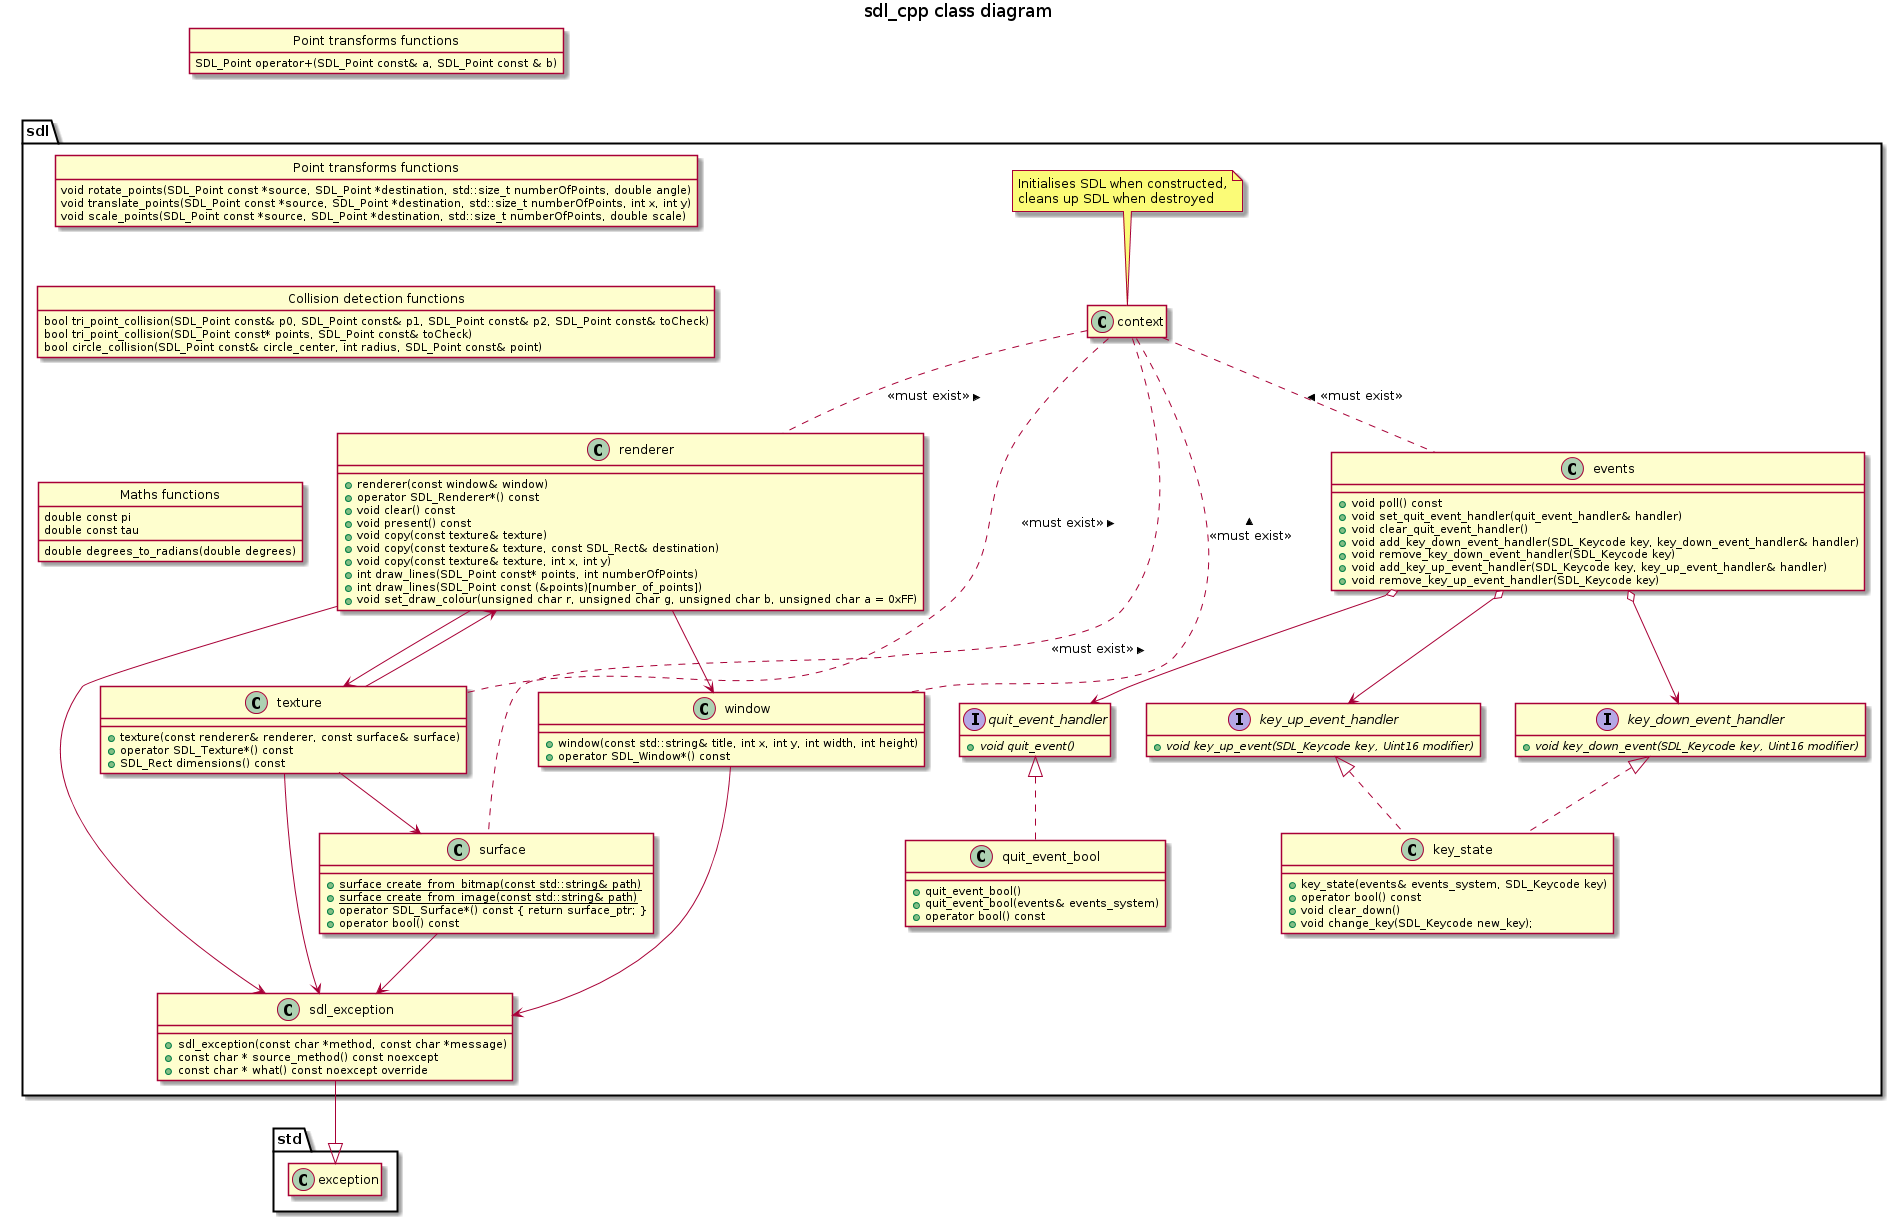 sdl_cpp class diagram
Point transforms functions
SDL_Point operator+(SDL_Point const& a, SDL_Point const & b)
sdl
Point transforms functions
void rotate_points(SDL_Point const *source, SDL_Point *destination, std::size_t numberOfPoints, double angle)
void translate_points(SDL_Point const *source, SDL_Point *destination, std::size_t numberOfPoints, int x, int y)
void scale_points(SDL_Point const *source, SDL_Point *destination, std::size_t numberOfPoints, double scale)
Initialises SDL when constructed,
cleans up SDL when destroyed
Collision detection functions
bool tri_point_collision(SDL_Point const& p0, SDL_Point const& p1, SDL_Point const& p2, SDL_Point const& toCheck)
bool tri_point_collision(SDL_Point const* points, SDL_Point const& toCheck)
bool circle_collision(SDL_Point const& circle_center, int radius, SDL_Point const& point)
C context
«must exist» ▶
◀ «must exist»
Maths functions
double const pi
double const tau
double degrees_to_radians(double degrees)
C renderer
renderer(const window& window)
operator SDL_Renderer*() const
void clear() const
void present() const
void copy(const texture& texture)
void copy(const texture& texture, const SDL_Rect& destination)
void copy(const texture& texture, int x, int y)
int draw_lines(SDL_Point const* points, int numberOfPoints)
int draw_lines(SDL_Point const (&points)[number_of_points])
void set_draw_colour(unsigned char r, unsigned char g, unsigned char b, unsigned char a = 0xFF)
«must exist» ▶
▲
«must exist»
C events
void poll() const
void set_quit_event_handler(quit_event_handler& handler)
void clear_quit_event_handler()
void add_key_down_event_handler(SDL_Keycode key, key_down_event_handler& handler)
void remove_key_down_event_handler(SDL_Keycode key)
void add_key_up_event_handler(SDL_Keycode key, key_up_event_handler& handler)
void remove_key_up_event_handler(SDL_Keycode key)
«must exist» ▶
C texture
texture(const renderer& renderer, const surface& surface)
operator SDL_Texture*() const
SDL_Rect dimensions() const
C window
window(const std::string& title, int x, int y, int width, int height)
operator SDL_Window*() const
I quit_event_handler
void quit_event()
I key_up_event_handler
void key_up_event(SDL_Keycode key, Uint16 modifier)
I key_down_event_handler
void key_down_event(SDL_Keycode key, Uint16 modifier)
C surface
surface create_from_bitmap(const std::string& path)
surface create_from_image(const std::string& path)
operator SDL_Surface*() const { return surface_ptr; }
operator bool() const
C quit_event_bool
quit_event_bool()
quit_event_bool(events& events_system)
operator bool() const
C key_state
key_state(events& events_system, SDL_Keycode key)
operator bool() const
void clear_down()
void change_key(SDL_Keycode new_key);
C sdl_exception
sdl_exception(const char *method, const char *message)
const char * source_method() const noexcept
const char * what() const noexcept override
std
C exception